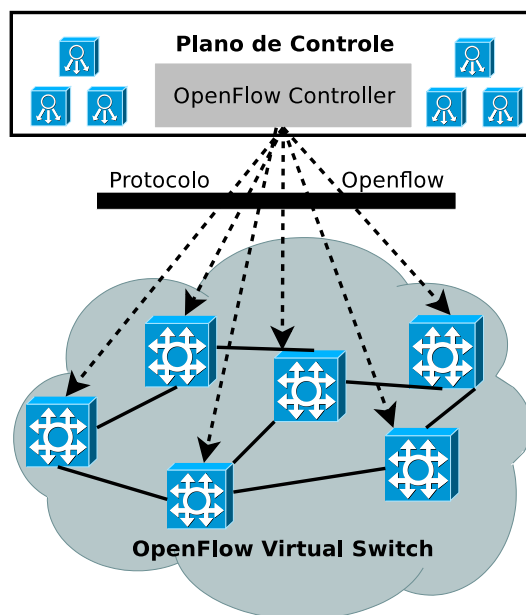 Plano de Controle
OpenFlow Controller
Protocolo Openflow
OpenFlow Virtual Switch